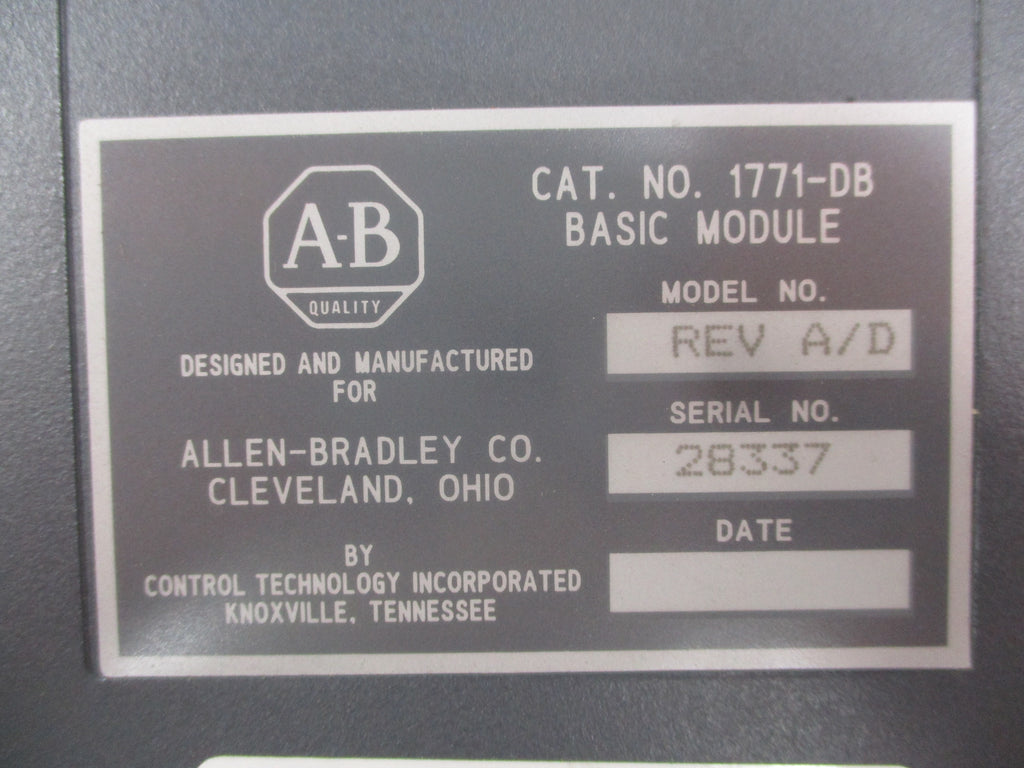 A-B
QUALITY
DESIGNED AND MANUFACTURED
FOR
ALLEN-BRADLEY CO.
CLEVELAND, OHIO
BY
CONTROL TECHNOLOGY INCORPORATED
KNOXVILLE, TENNESSEE
CAT. NO. 1771-DB
BASIC MODULE
MODEL NO.
REV A/D
SERIAL NO.
28337
DATE